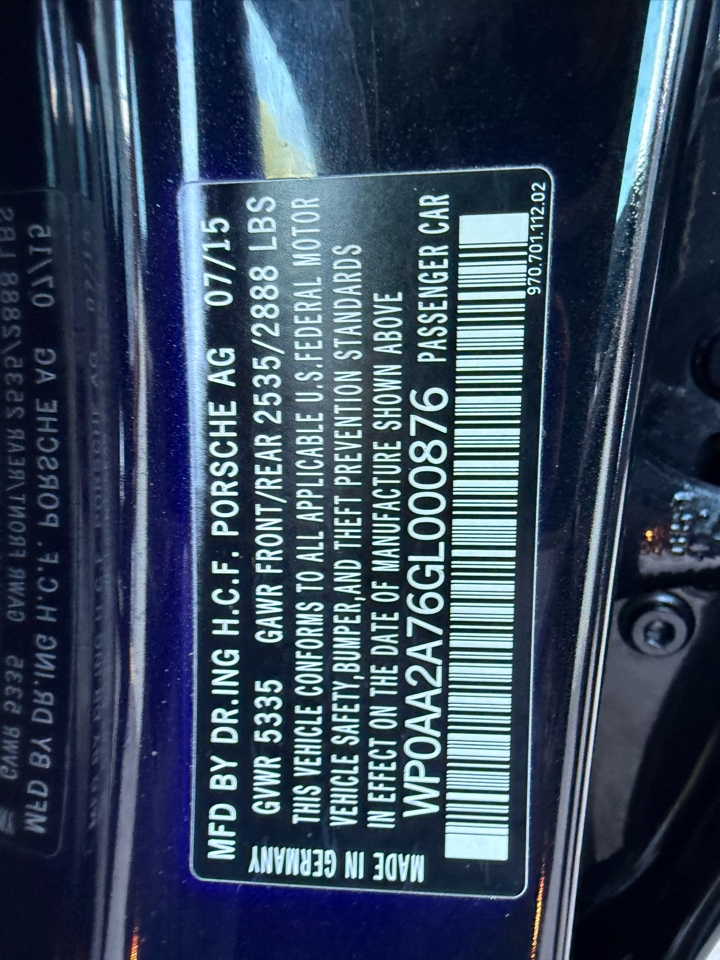 MFD BY DR.ING H.C.F. PORSCHE AG 07/15
GVWR 5335 GAWR FRONT/REAR 2535/2888 LBS
THIS VEHICLE CONFORMS TO ALL APPLICABLE U.S.FEDERAL MOTOR
VEHICLE SAFETY,BUMPER,AND THEFT PREVENTION STANDARDS
IN EFFECT ON THE DATE OF MANUFACTURE SHOWN ABOVE
WP0AA2A76GL000876 PASSENGER CAR
MADE IN GERMANY
970.701.112.02